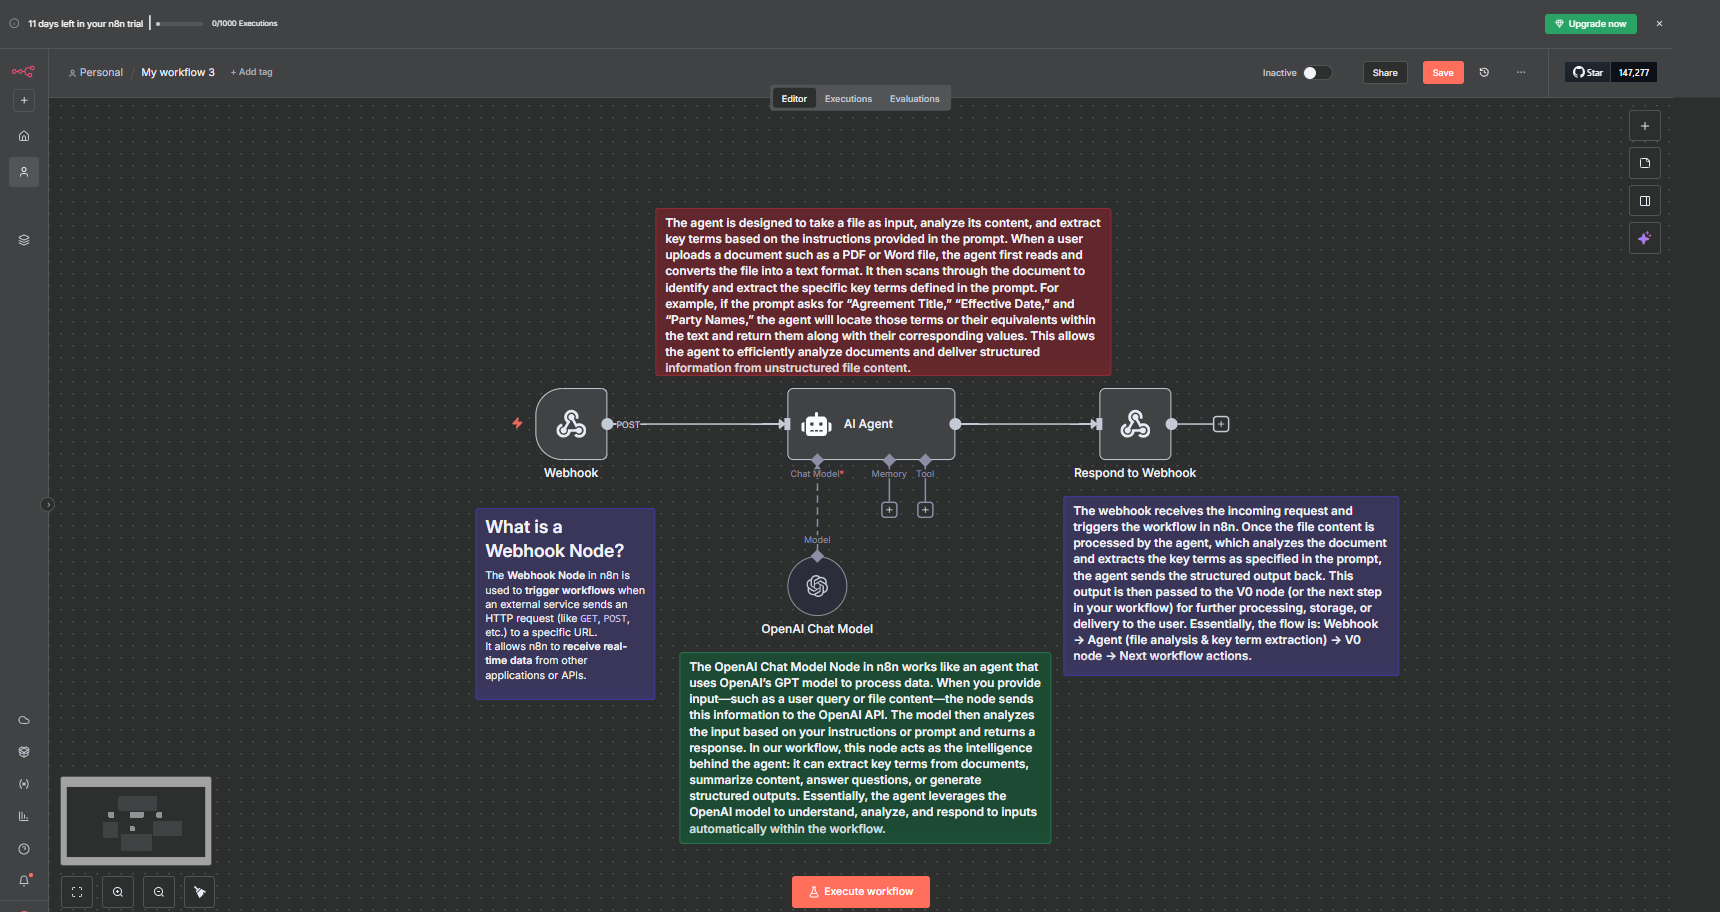 11 days left in your n8n trial
0/1000 Executions
Upgrade now
Personal / My workflow 3
+ Add tag
Inactive
Share
Save
Star
147,277
Editor
Executions
Evaluations
The agent is designed to take a file as input, analyze its content, and extract
key terms based on the instructions provided in the prompt. When a user
uploads a document such as a PDF or Word file, the agent first reads and
converts the file into a text format. It then scans through the document to
identify and extract the specific key terms defined in the prompt. For
example, if the prompt asks for “Agreement Title,” “Effective Date,” and
“Party Names,” the agent will locate those terms or their equivalents within
the text and return them along with their corresponding values. This allows
the agent to efficiently analyze documents and deliver structured
information from unstructured file content.
POST
AI Agent
Webhook
Chat Model*
Memory
Tool
Respond to Webhook
Model
OpenAI Chat Model
What is a
Webhook Node?
The Webhook Node in n8n is
used to trigger workflows when
an external service sends an
HTTP request (like GET, POST,
etc.) to a specific URL.
It allows n8n to receive real-
time data from other
applications or APIs.
The webhook receives the incoming request and
triggers the workflow in n8n. Once the file content is
processed by the agent, which analyzes the document
and extracts the key terms as specified in the prompt,
the agent sends the structured output back. This
output is then passed to the V0 node (or the next step
in your workflow) for further processing, storage, or
delivery to the user. Essentially, the flow is: Webhook
→ Agent (file analysis & key term extraction) → V0
node → Next workflow actions.
The OpenAI Chat Model Node in n8n works like an agent that
uses OpenAI’s GPT model to process data. When you provide
input—such as a user query or file content—the node sends
this information to the OpenAI API. The model then analyzes
the input based on your instructions or prompt and returns a
response. In our workflow, this node acts as the intelligence
behind the agent: it can extract key terms from documents,
summarize content, answer questions, or generate
structured outputs. Essentially, the agent leverages the
OpenAI model to understand, analyze, and respond to inputs
automatically within the workflow.
Execute workflow